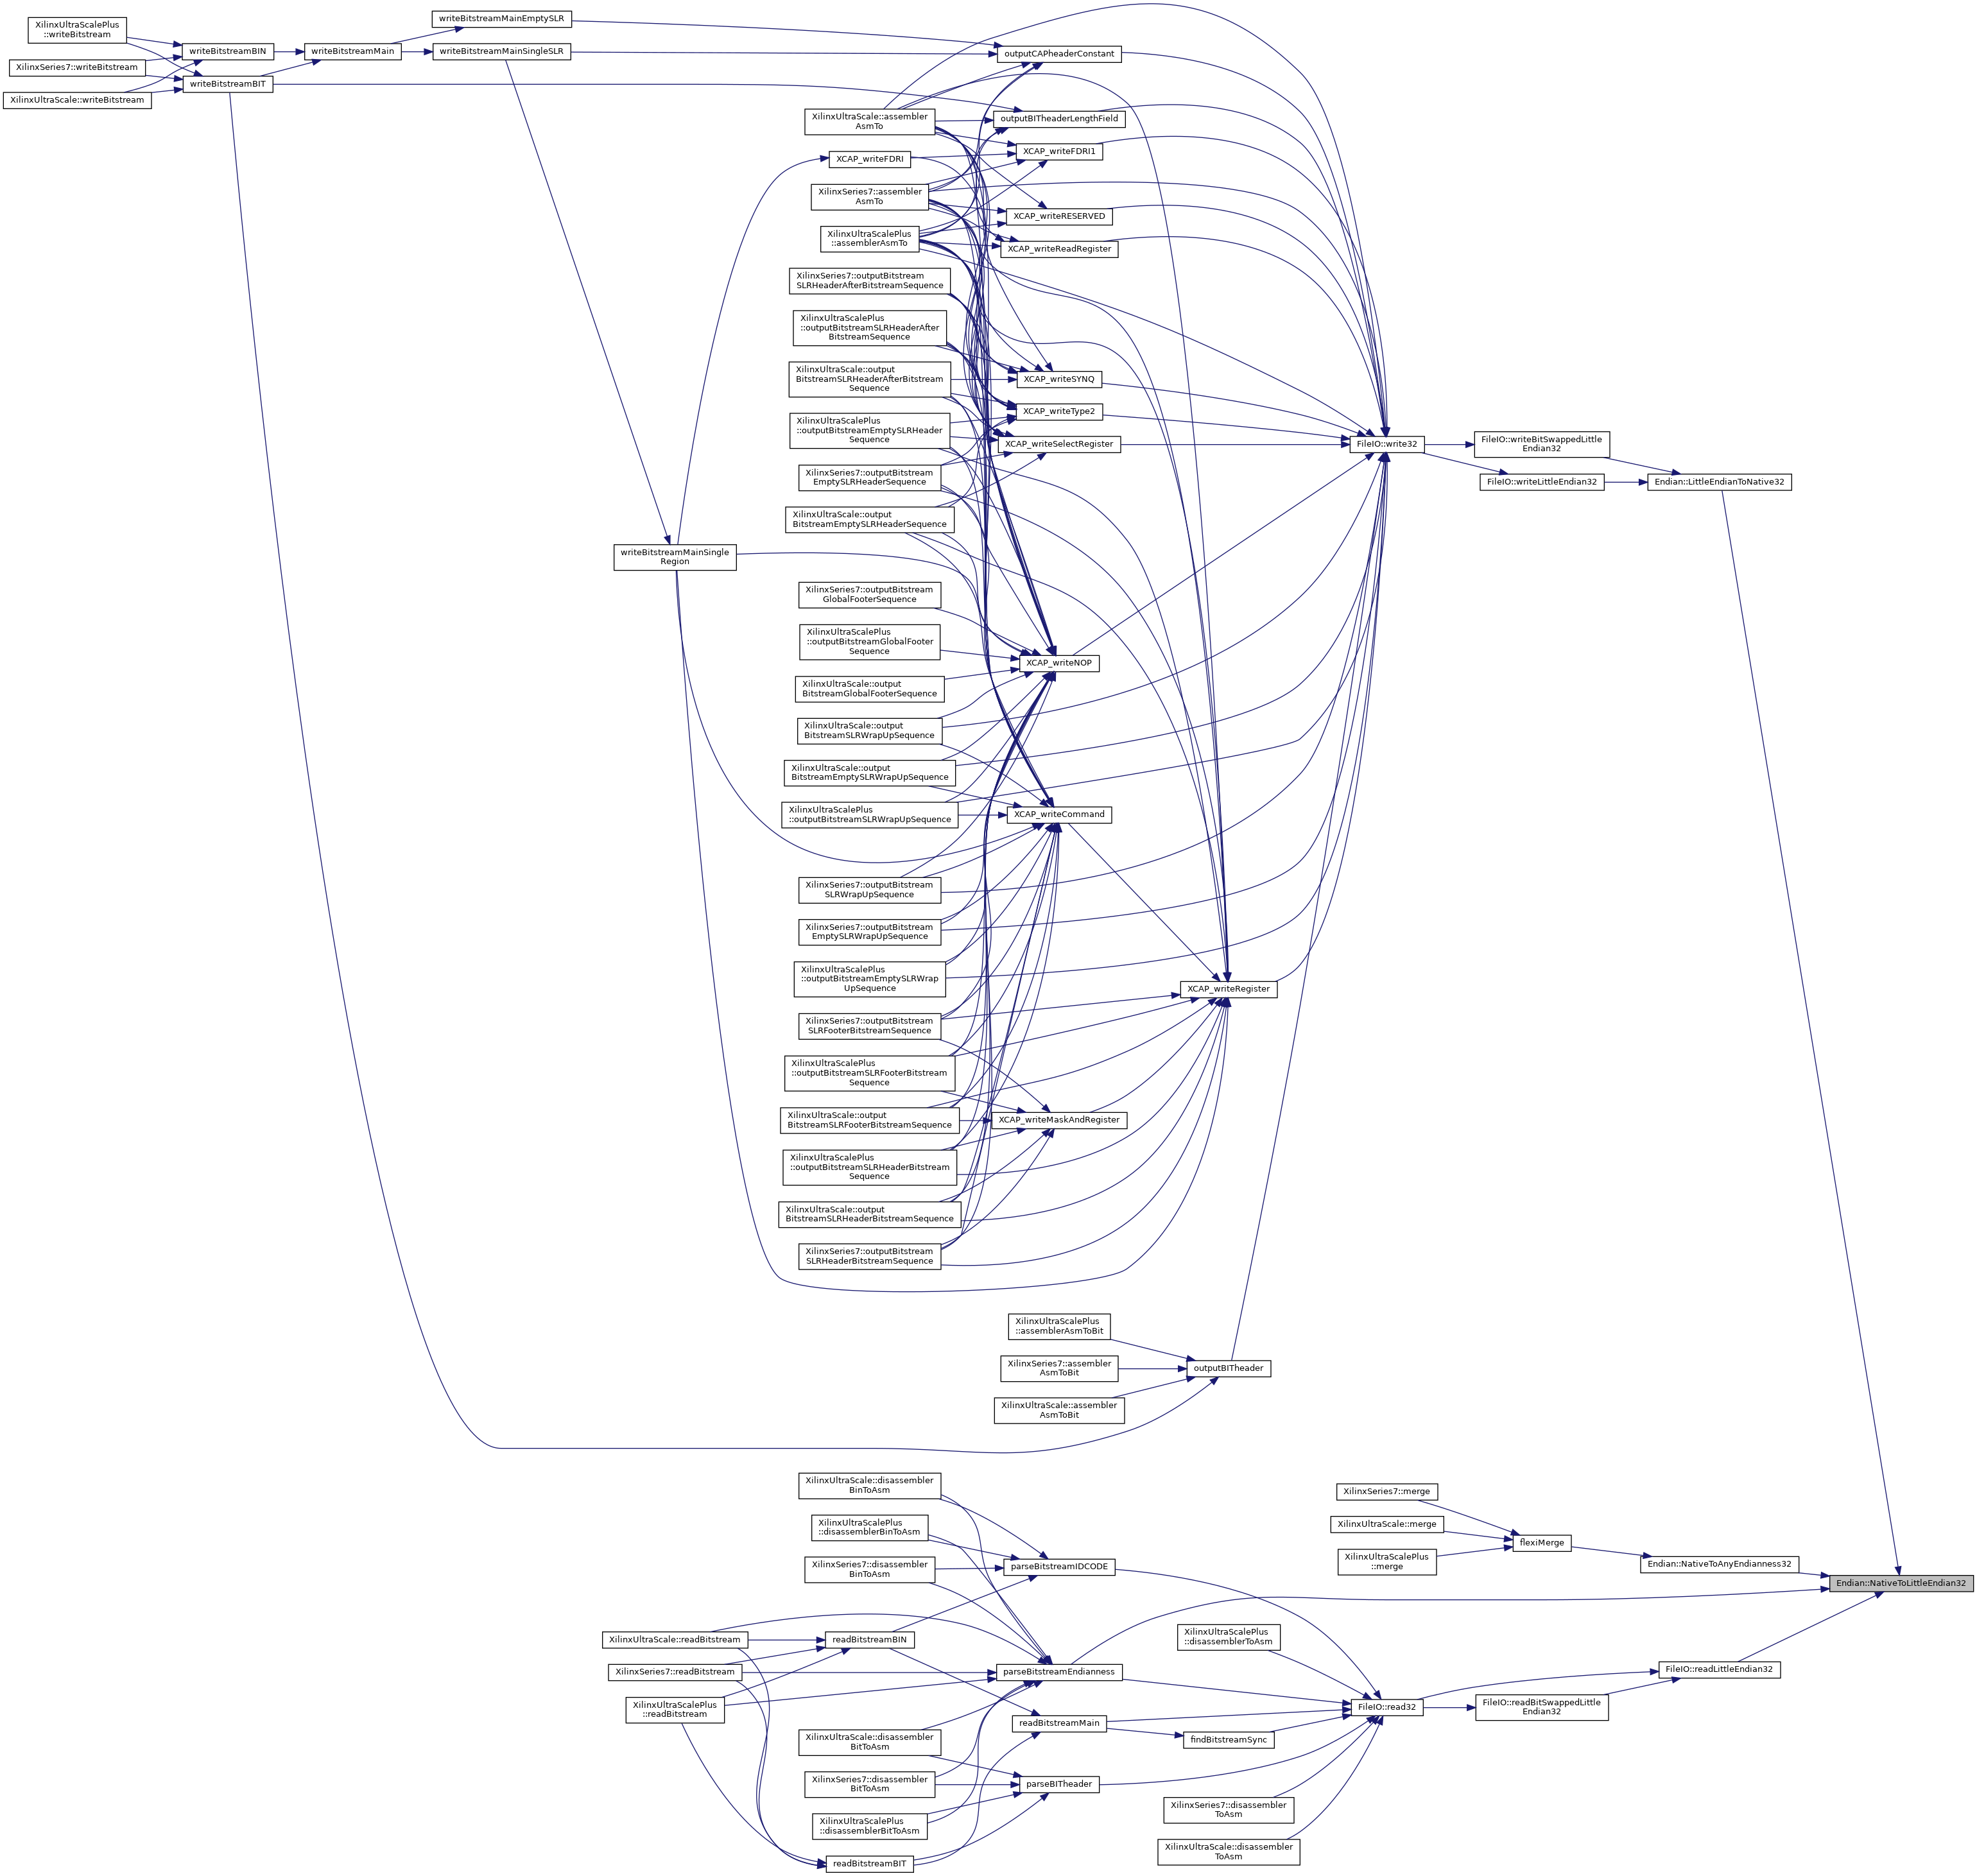 XilinxUltraScalePlus
::writeBitstream
XilinxSeries7::writeBitstream
XilinxUltraScale::writeBitstream
writeBitstreamBIN
writeBitstreamBIT
writeBitstreamMain
writeBitstreamMainEmptySLR
writeBitstreamMainSingleSLR
outputCAPheaderConstant
XilinxUltraScale::assembler
AsmTo
outputBITheaderLengthField
XCAP_writeFDRI
XCAP_writeFDRI1
XilinxSeries7::assembler
AsmTo
XCAP_writeRESERVED
XilinxUltraScalePlus
::assemblerAsmTo
XCAP_writeReadRegister
XilinxSeries7::outputBitstream
SLRHeaderAfterBitstreamSequence
XilinxUltraScalePlus
::outputBitstreamSLRHeaderAfter
BitstreamSequence
XilinxUltraScale::output
BitstreamSLRHeaderAfterBitstream
Sequence
XCAP_writeSYNQ
XCAP_writeType2
XilinxUltraScalePlus
::outputBitstreamEmptySLRHeader
Sequence
XCAP_writeSelectRegister
FileIO::write32
FileIO::writeBitSwappedLittle
Endian32
FileIO::writeLittleEndian32
Endian::LittleEndianToNative32
XilinxSeries7::outputBitstream
EmptySLRHeaderSequence
XilinxUltraScale::output
BitstreamEmptySLRHeaderSequence
writeBitstreamMainSingle
Region
XilinxSeries7::outputBitstream
GlobalFooterSequence
XilinxUltraScalePlus
::outputBitstreamGlobalFooter
Sequence
XCAP_writeNOP
XilinxUltraScale::output
BitstreamGlobalFooterSequence
XilinxUltraScale::output
BitstreamSLRWrapUpSequence
XilinxUltraScale::output
BitstreamEmptySLRWrapUpSequence
XilinxUltraScalePlus
::outputBitstreamSLRWrapUpSequence
XCAP_writeCommand
XilinxSeries7::outputBitstream
SLRWrapUpSequence
XilinxSeries7::outputBitstream
EmptySLRWrapUpSequence
XilinxUltraScalePlus
::outputBitstreamEmptySLRWrap
UpSequence
XCAP_writeRegister
XilinxSeries7::outputBitstream
SLRFooterBitstreamSequence
XilinxUltraScalePlus
::outputBitstreamSLRFooterBitstream
Sequence
XilinxUltraScale::output
BitstreamSLRFooterBitstreamSequence
XCAP_writeMaskAndRegister
XilinxUltraScalePlus
::outputBitstreamSLRHeaderBitstream
Sequence
XilinxUltraScale::output
BitstreamSLRHeaderBitstreamSequence
XilinxSeries7::outputBitstream
SLRHeaderBitstreamSequence
XilinxUltraScalePlus
::assemblerAsmToBit
XilinxSeries7::assembler
AsmToBit
XilinxUltraScale::assembler
AsmToBit
outputBITheader
XilinxUltraScale::disassembler
BinToAsm
XilinxUltraScalePlus
::disassemblerBinToAsm
XilinxSeries7::disassembler
BinToAsm
parseBitstreamIDCODE
XilinxSeries7::merge
XilinxUltraScale::merge
XilinxUltraScalePlus
::merge
flexiMerge
Endian::NativeToAnyEndianness32
Endian::NativeToLittleEndian32
XilinxUltraScale::readBitstream
XilinxSeries7::readBitstream
XilinxUltraScalePlus
::readBitstream
readBitstreamBIN
parseBitstreamEndianness
XilinxUltraScalePlus
::disassemblerToAsm
FileIO::readLittleEndian32
FileIO::readBitSwappedLittle
Endian32
FileIO::read32
readBitstreamMain
findBitstreamSync
XilinxUltraScale::disassembler
BitToAsm
XilinxSeries7::disassembler
BitToAsm
XilinxUltraScalePlus
::disassemblerBitToAsm
parseBITheader
XilinxSeries7::disassembler
ToAsm
XilinxUltraScale::disassembler
ToAsm
readBitstreamBIT